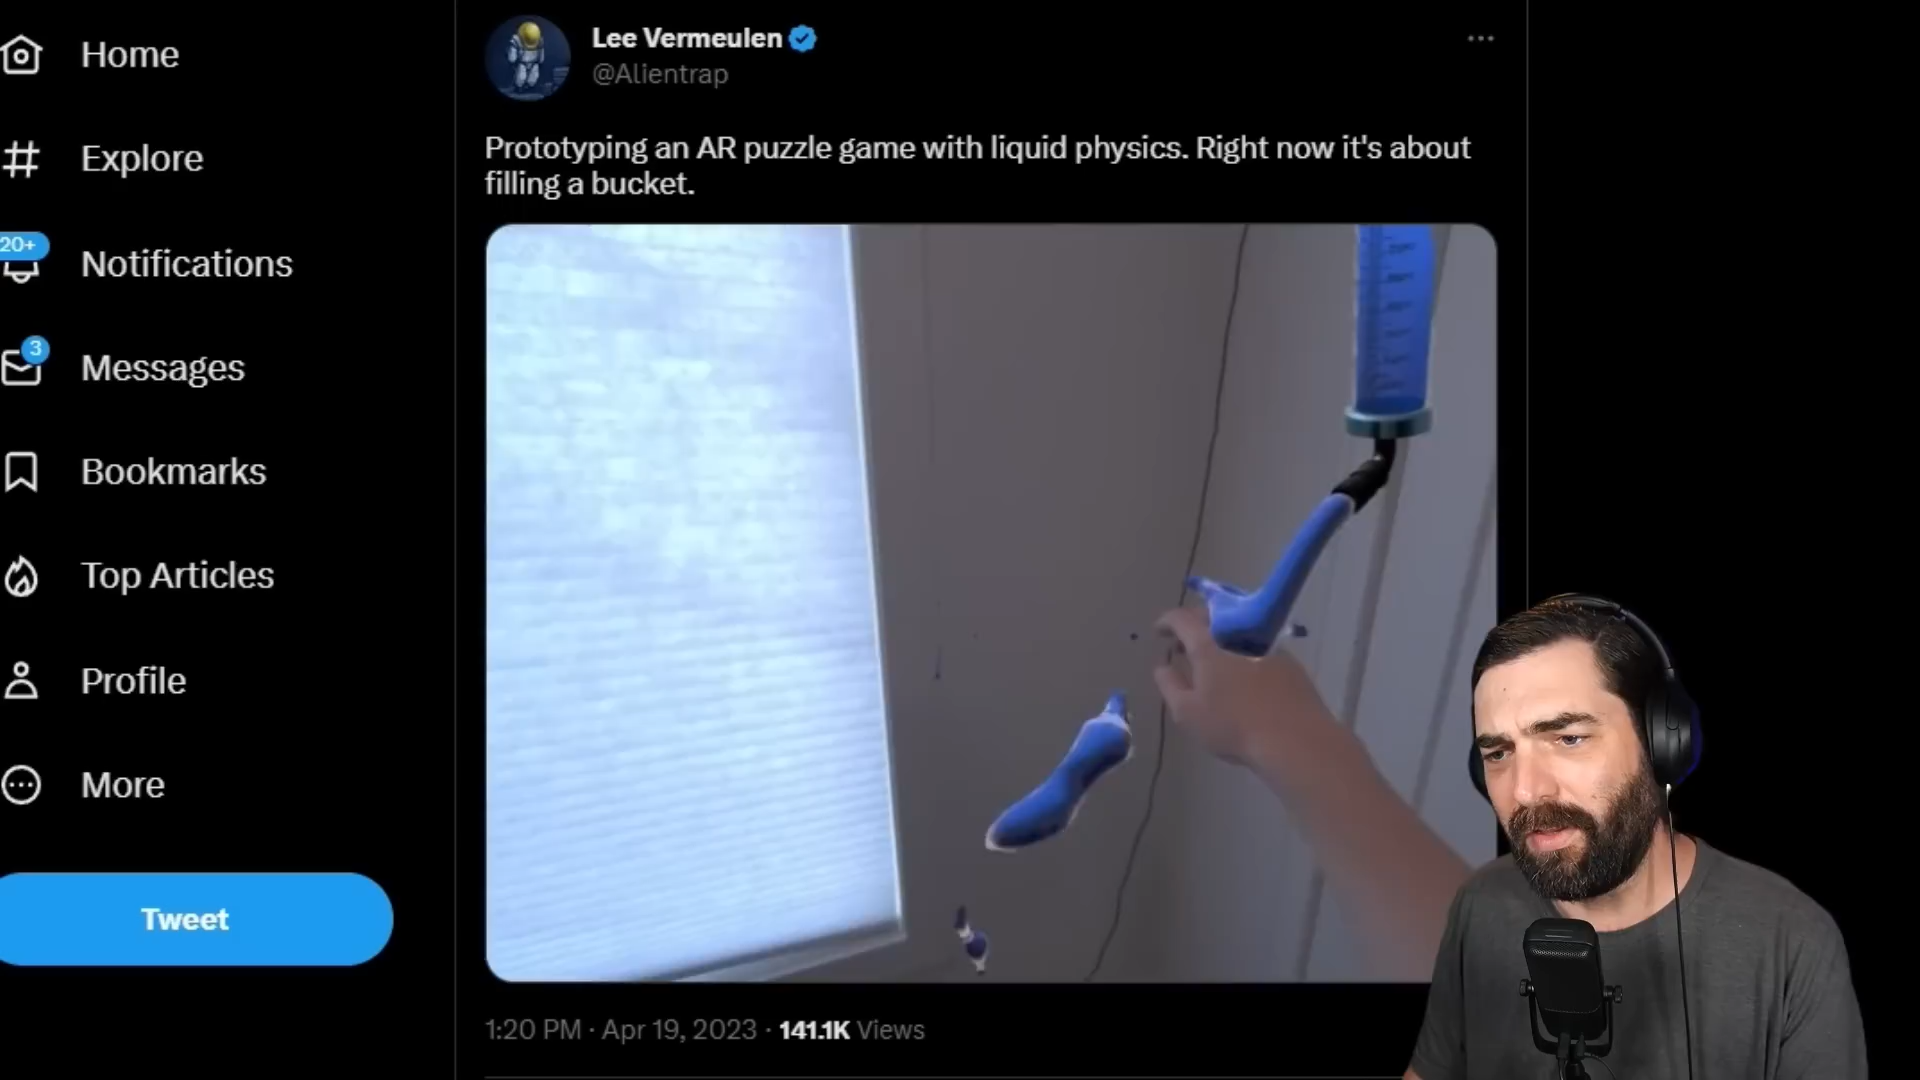 Home
Explore
20+
Notifications
3
Messages
Bookmarks
Top Articles
Profile
More
Tweet
Lee Vermeulen
@Alientrap
Prototyping an AR puzzle game with liquid physics. Right now it's about
filling a bucket.
1:20 PM · Apr 19, 2023 · 141.1K Views